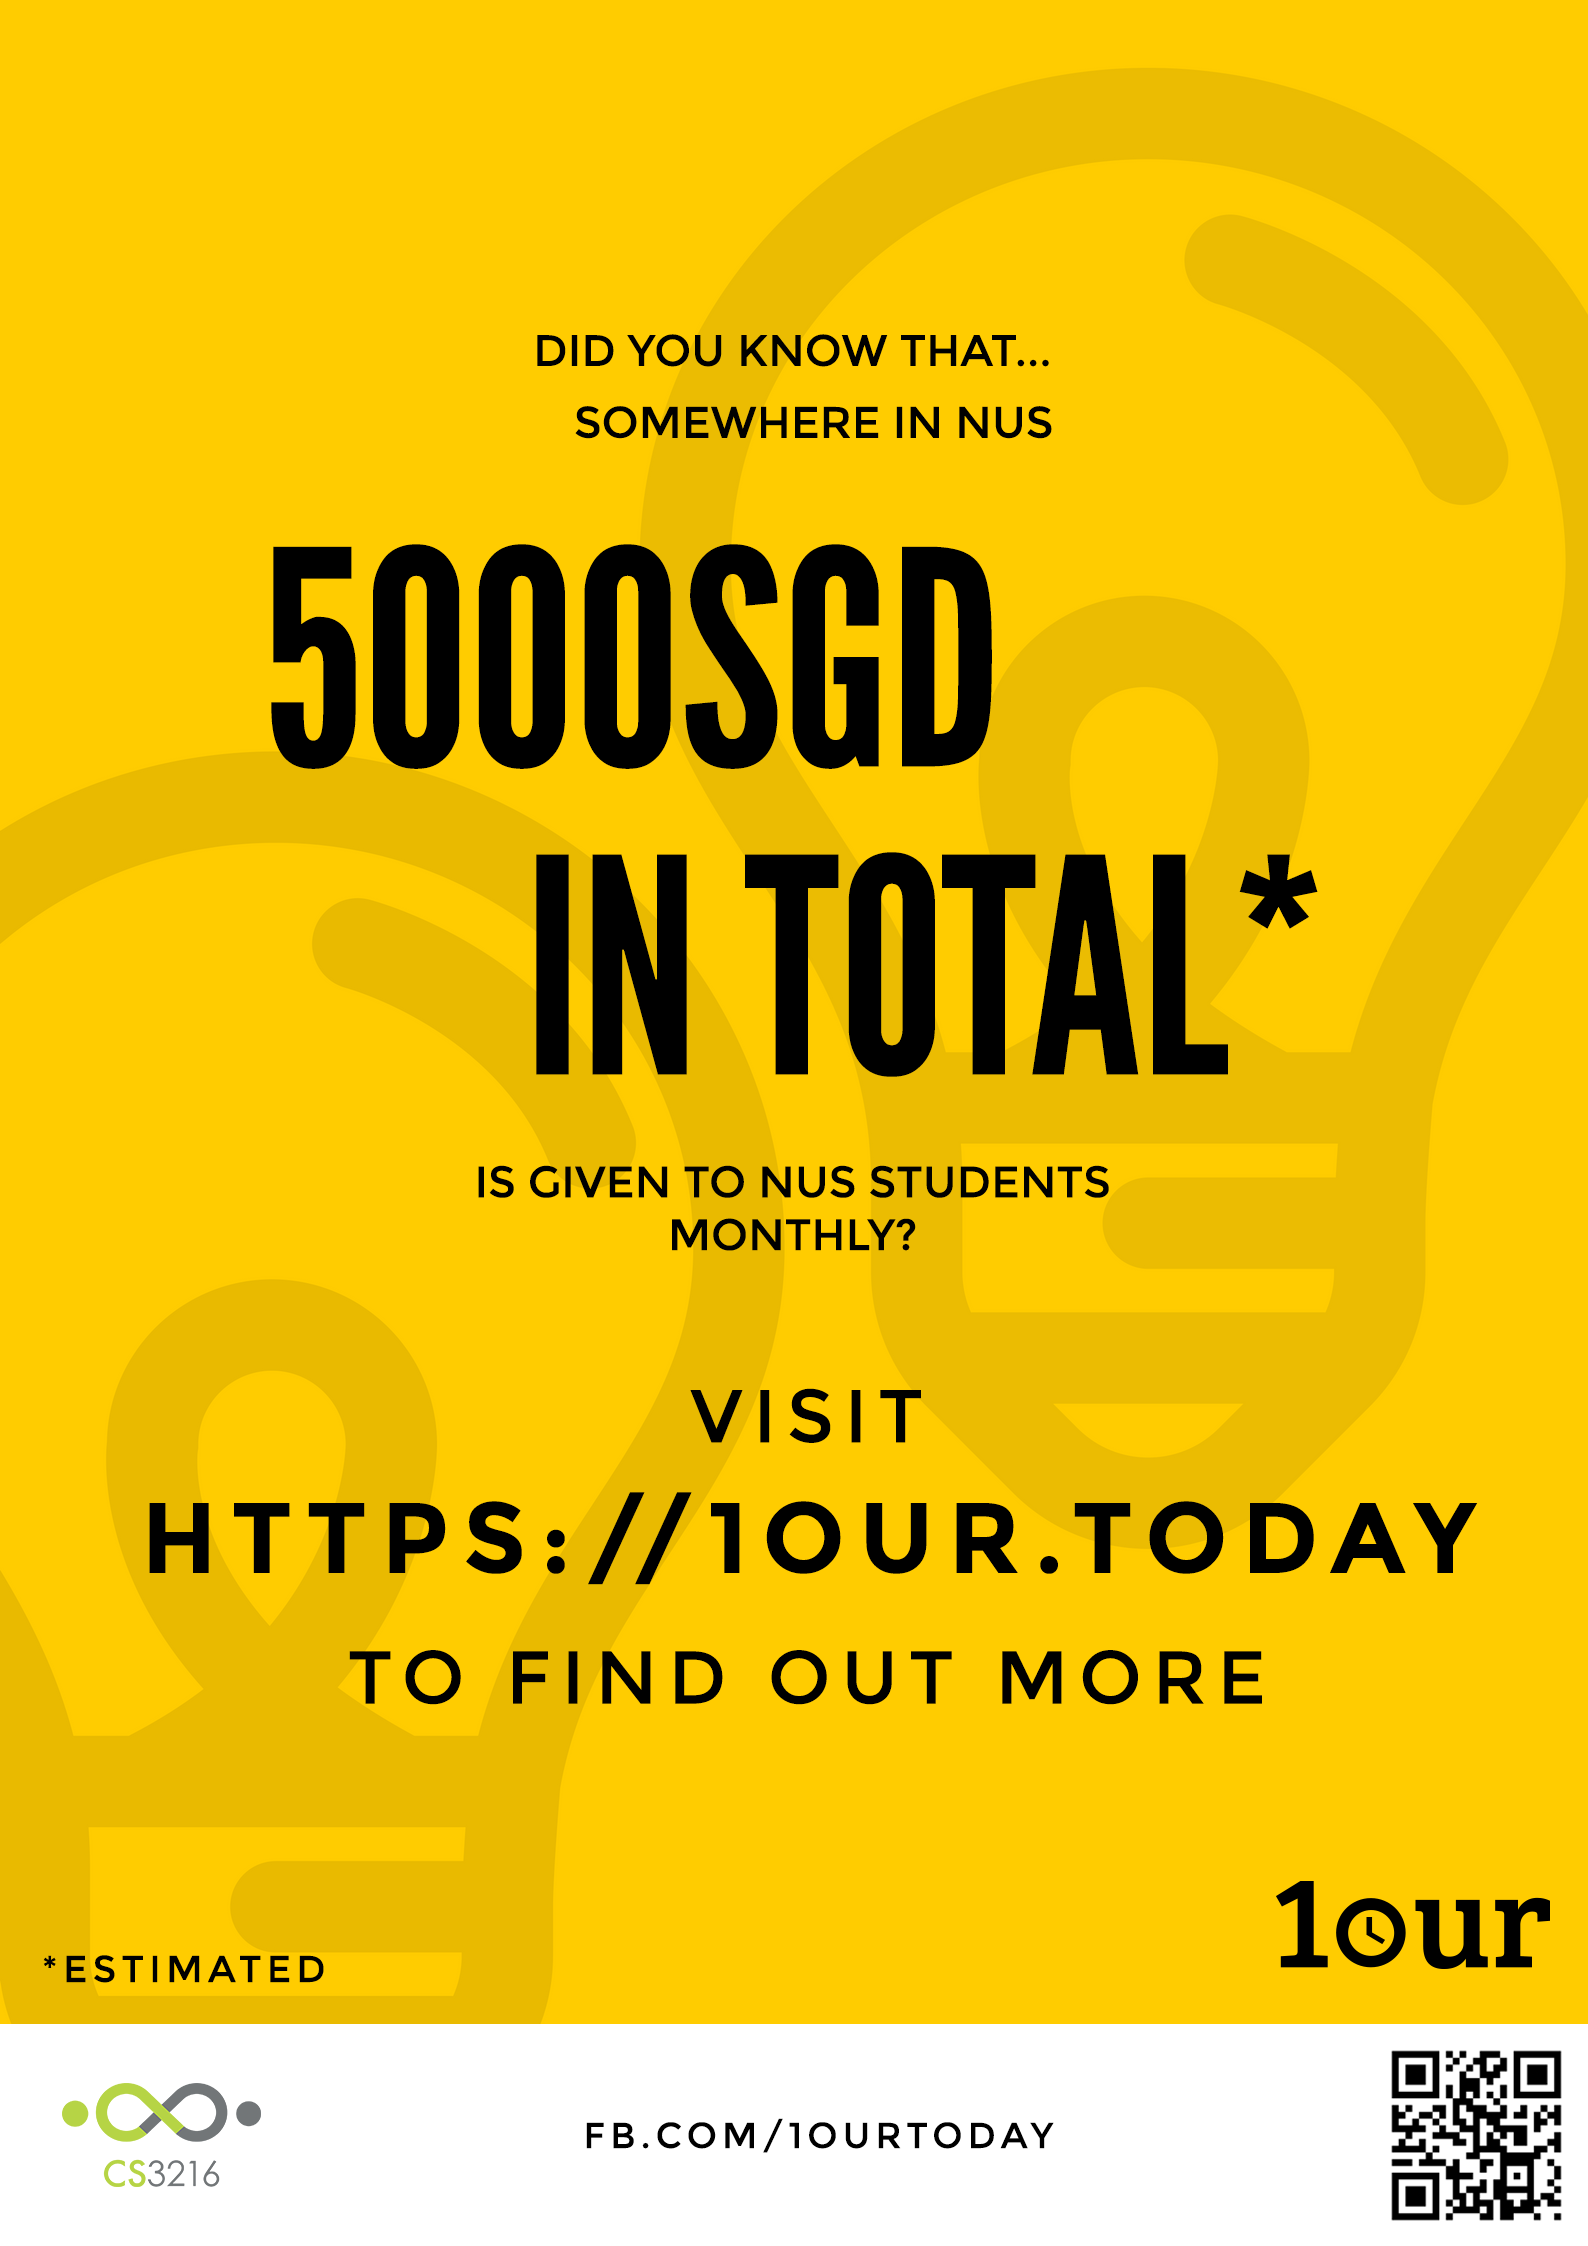 DID YOU KNOW THAT...
SOMEWHERE IN NUS
5000SGD
IN TOTAL*
IS GIVEN TO NUS STUDENTS
MONTHLY?
VISIT
HTTPS://1OUR.TODAY
TO FIND OUT MORE
1our
*ESTIMATED
CS3216
FB.COM/1OURTODAY